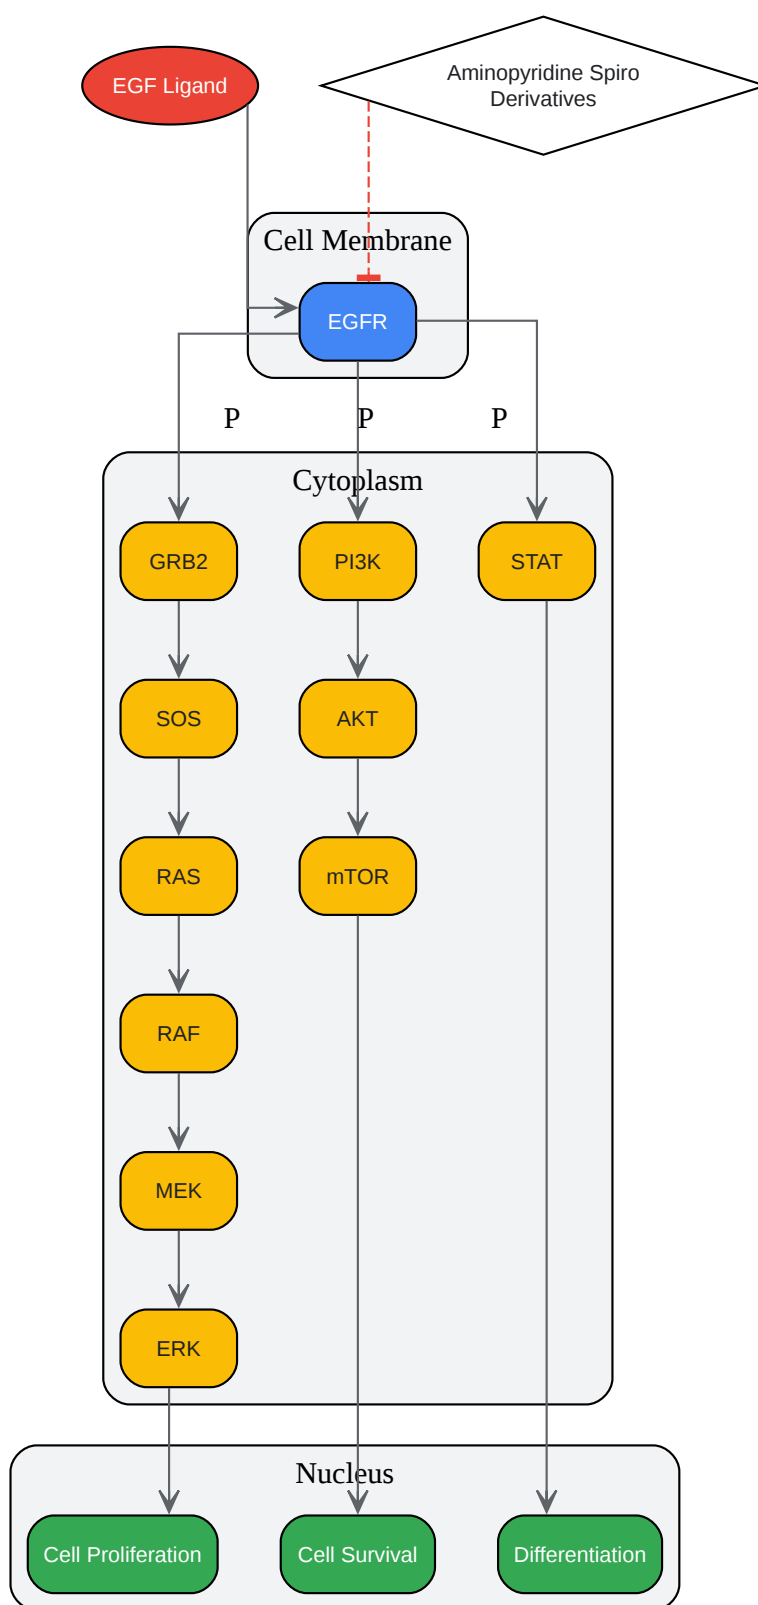 EGF Ligand
Aminopyridine Spiro
Derivatives
Cell Membrane
EGFR
P
P
P
Cytoplasm
GRB2
PI3K
STAT
SOS
AKT
RAS
mTOR
RAF
MEK
ERK
Nucleus
Cell Proliferation
Cell Survival
Differentiation